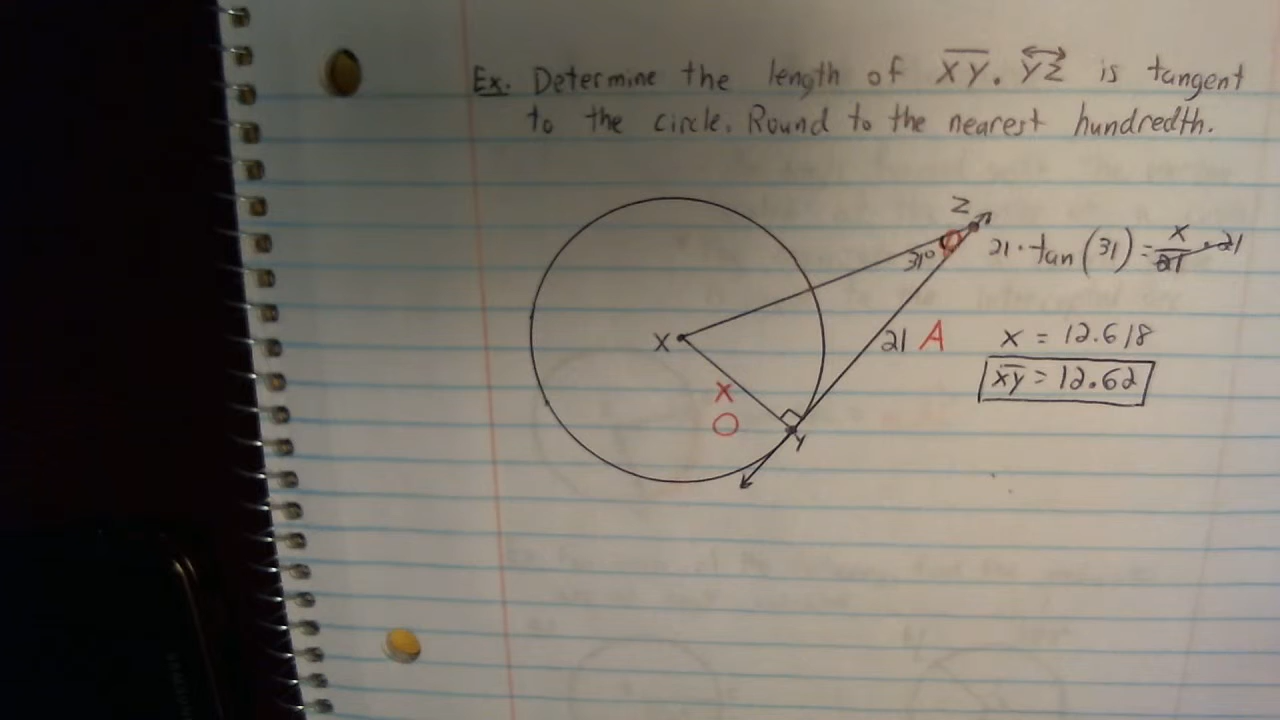 Ex. Determine the length of XY. YZ is tangent
to the circle. Round to the nearest hundredth.
Z
31°
21 · tan (31) = x/21 · 21
X
21 A
x = 12.618
x
XY = 12.62
O
Y